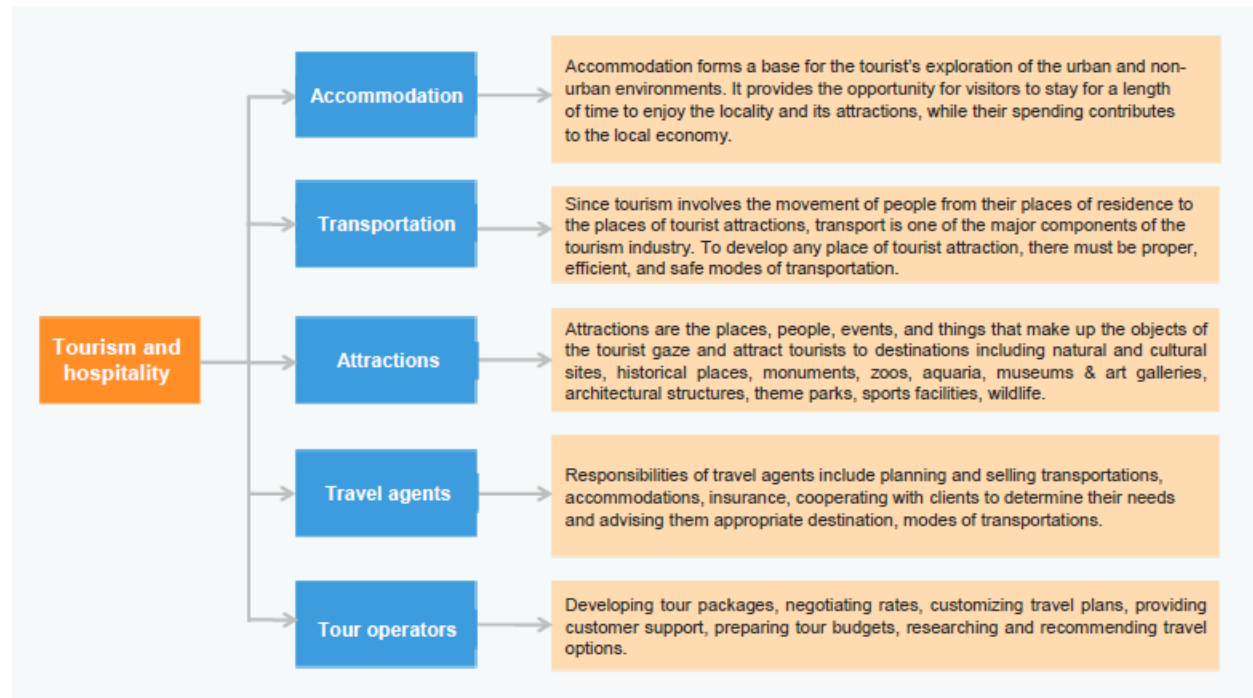 Accommodation
Accommodation forms a base for the tourist's exploration of the urban and non-
urban environments. It provides the opportunity for visitors to stay for a length
of time to enjoy the locality and its attractions, while their spending contributes
to the local economy.
Transportation
Since tourism involves the movement of people from their places of residence to
the places of tourist attractions, transport is one of the major components of the
tourism industry. To develop any place of tourist attraction, there must be proper,
efficient, and safe modes of transportation.
Tourism and
hospitality
Attractions
Attractions are the places, people, events, and things that make up the objects of
the tourist gaze and attract tourists to destinations including natural and cultural
sites, historical places, monuments, zoos, aquaria, museums & art galleries,
architectural structures, theme parks, sports facilities, wildlife.
Travel agents
Responsibilities of travel agents include planning and selling transportations,
accommodations, insurance, cooperating with clients to determine their needs
and advising them appropriate destination, modes of transportations.
Tour operators
Developing tour packages, negotiating rates, customizing travel plans, providing
customer support, preparing tour budgets, researching and recommending travel
options.